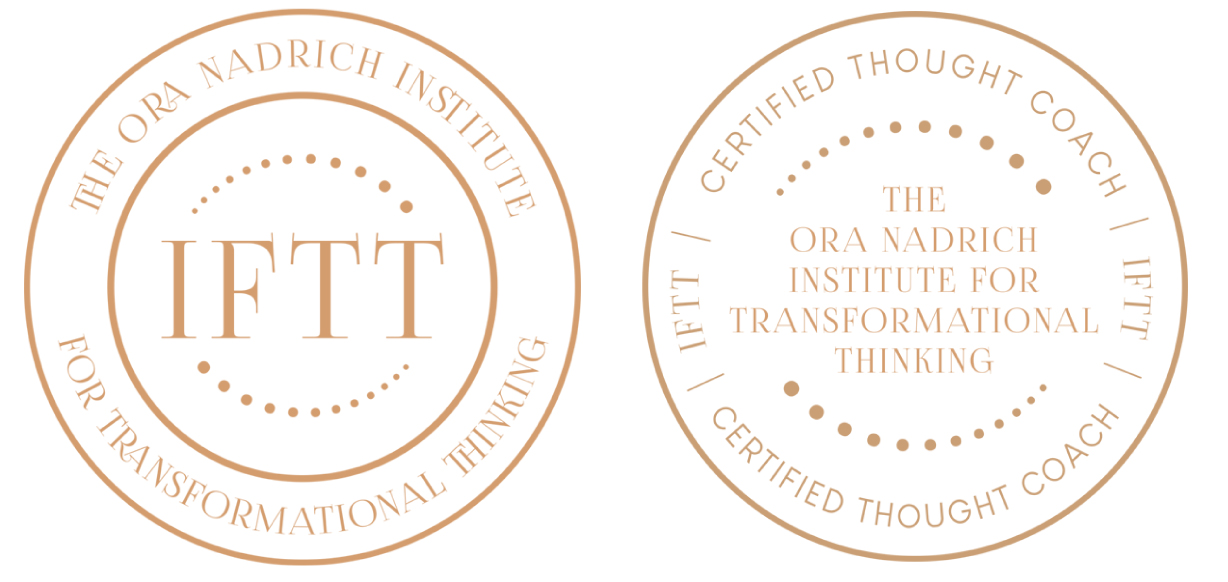 THE ORA NADRICH INSTITUTE
IFTT
FOR TRANSFORMATIONAL THINKING
CERTIFIED THOUGHT COACH
THE
ORA NADRICH
INSTITUTE FOR
TRANSFORMATIONAL
THINKING
/ IFTT |
| IFTT /
CERTIFIED THOUGHT COACH